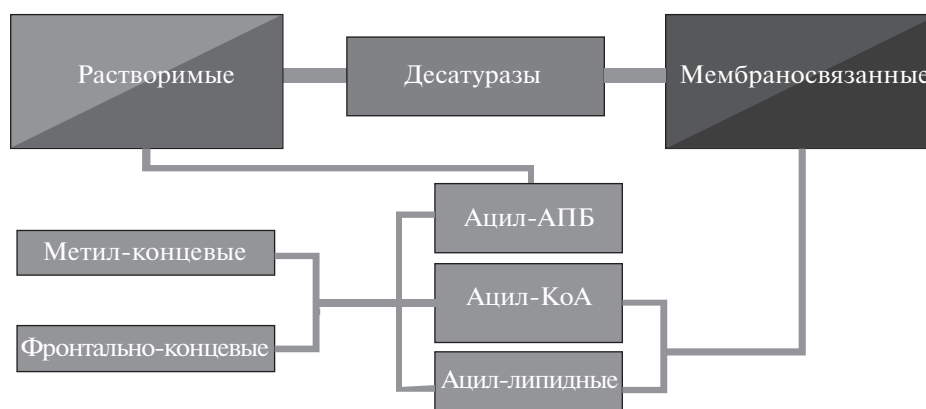 Растворимые
Десатуразы
Мембраносвязанные
Ацил-АПБ
Метил-концевые
Ацил-КоА
Фронтально-концевые
Ацил-липидные